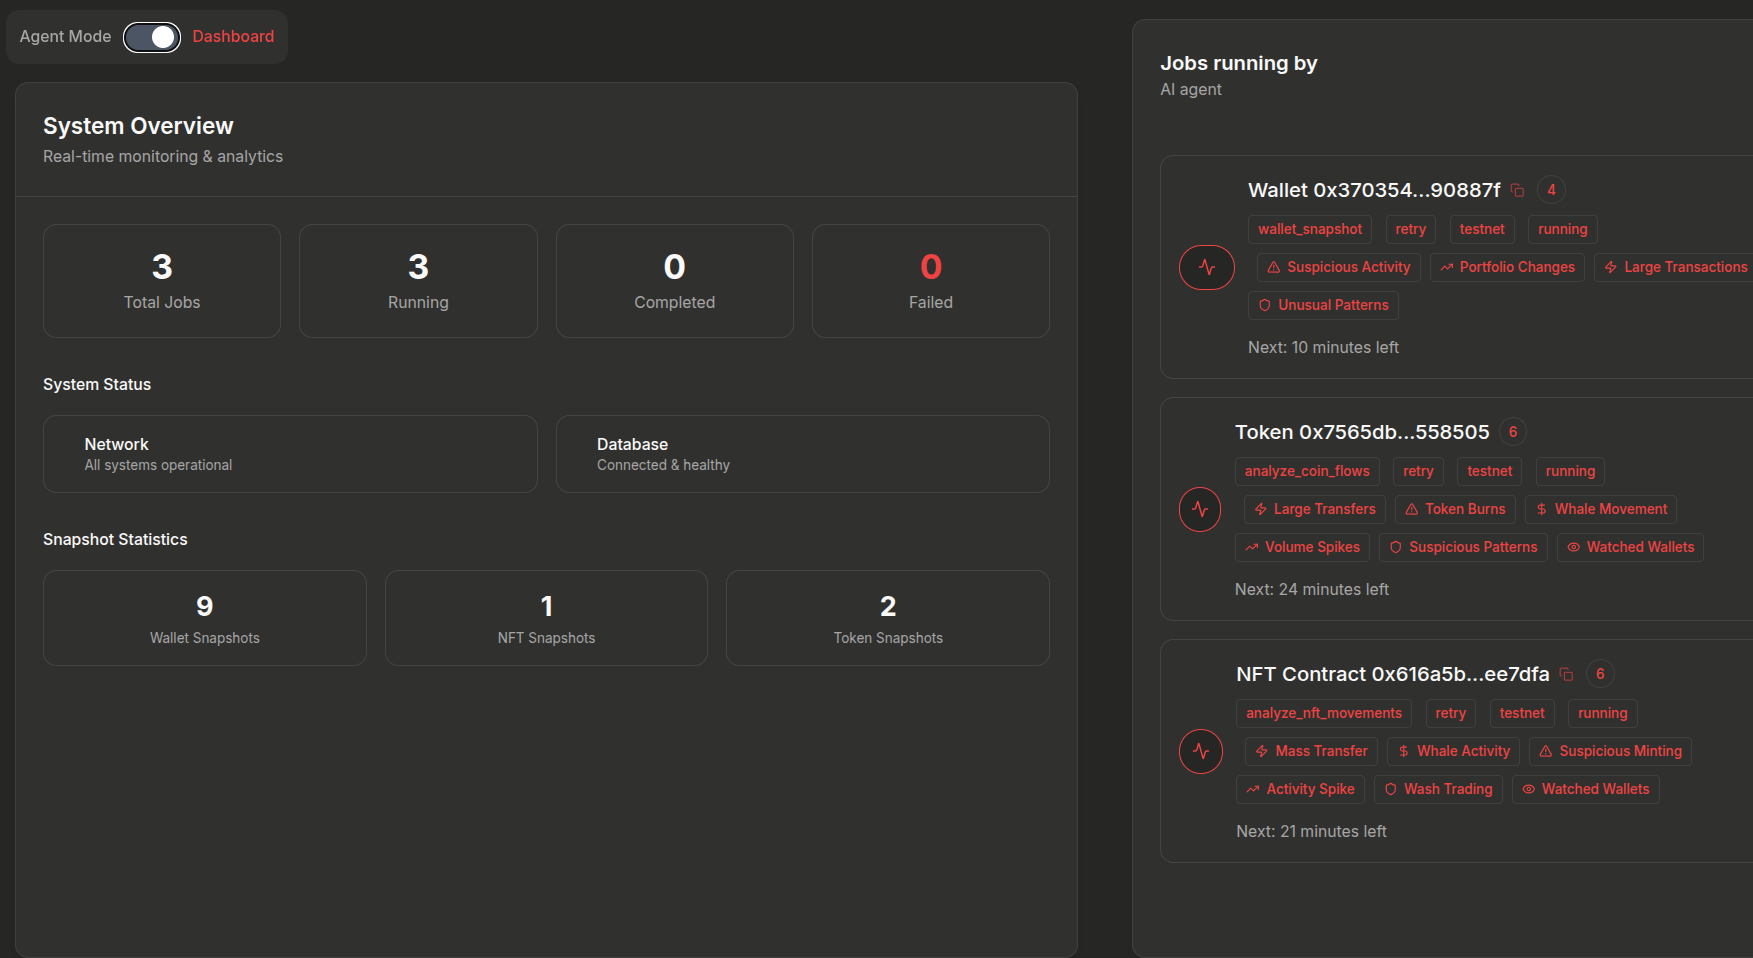 Agent Mode Dashboard
System Overview
Real-time monitoring & analytics
3
Total Jobs
3
Running
0
Completed
0
Failed
System Status
Network
All systems operational
Database
Connected & healthy
Snapshot Statistics
9
Wallet Snapshots
1
NFT Snapshots
2
Token Snapshots
Jobs running by
AI agent
Wallet 0x370354...90887f 4
wallet_snapshot retry testnet running
Suspicious Activity Portfolio Changes Large Transactions
Unusual Patterns
Next: 10 minutes left
Token 0x7565db...558505 6
analyze_coin_flows retry testnet running
Large Transfers Token Burns Whale Movement
Volume Spikes Suspicious Patterns Watched Wallets
Next: 24 minutes left
NFT Contract 0x616a5b...ee7dfa 6
analyze_nft_movements retry testnet running
Mass Transfer Whale Activity Suspicious Minting
Activity Spike Wash Trading Watched Wallets
Next: 21 minutes left